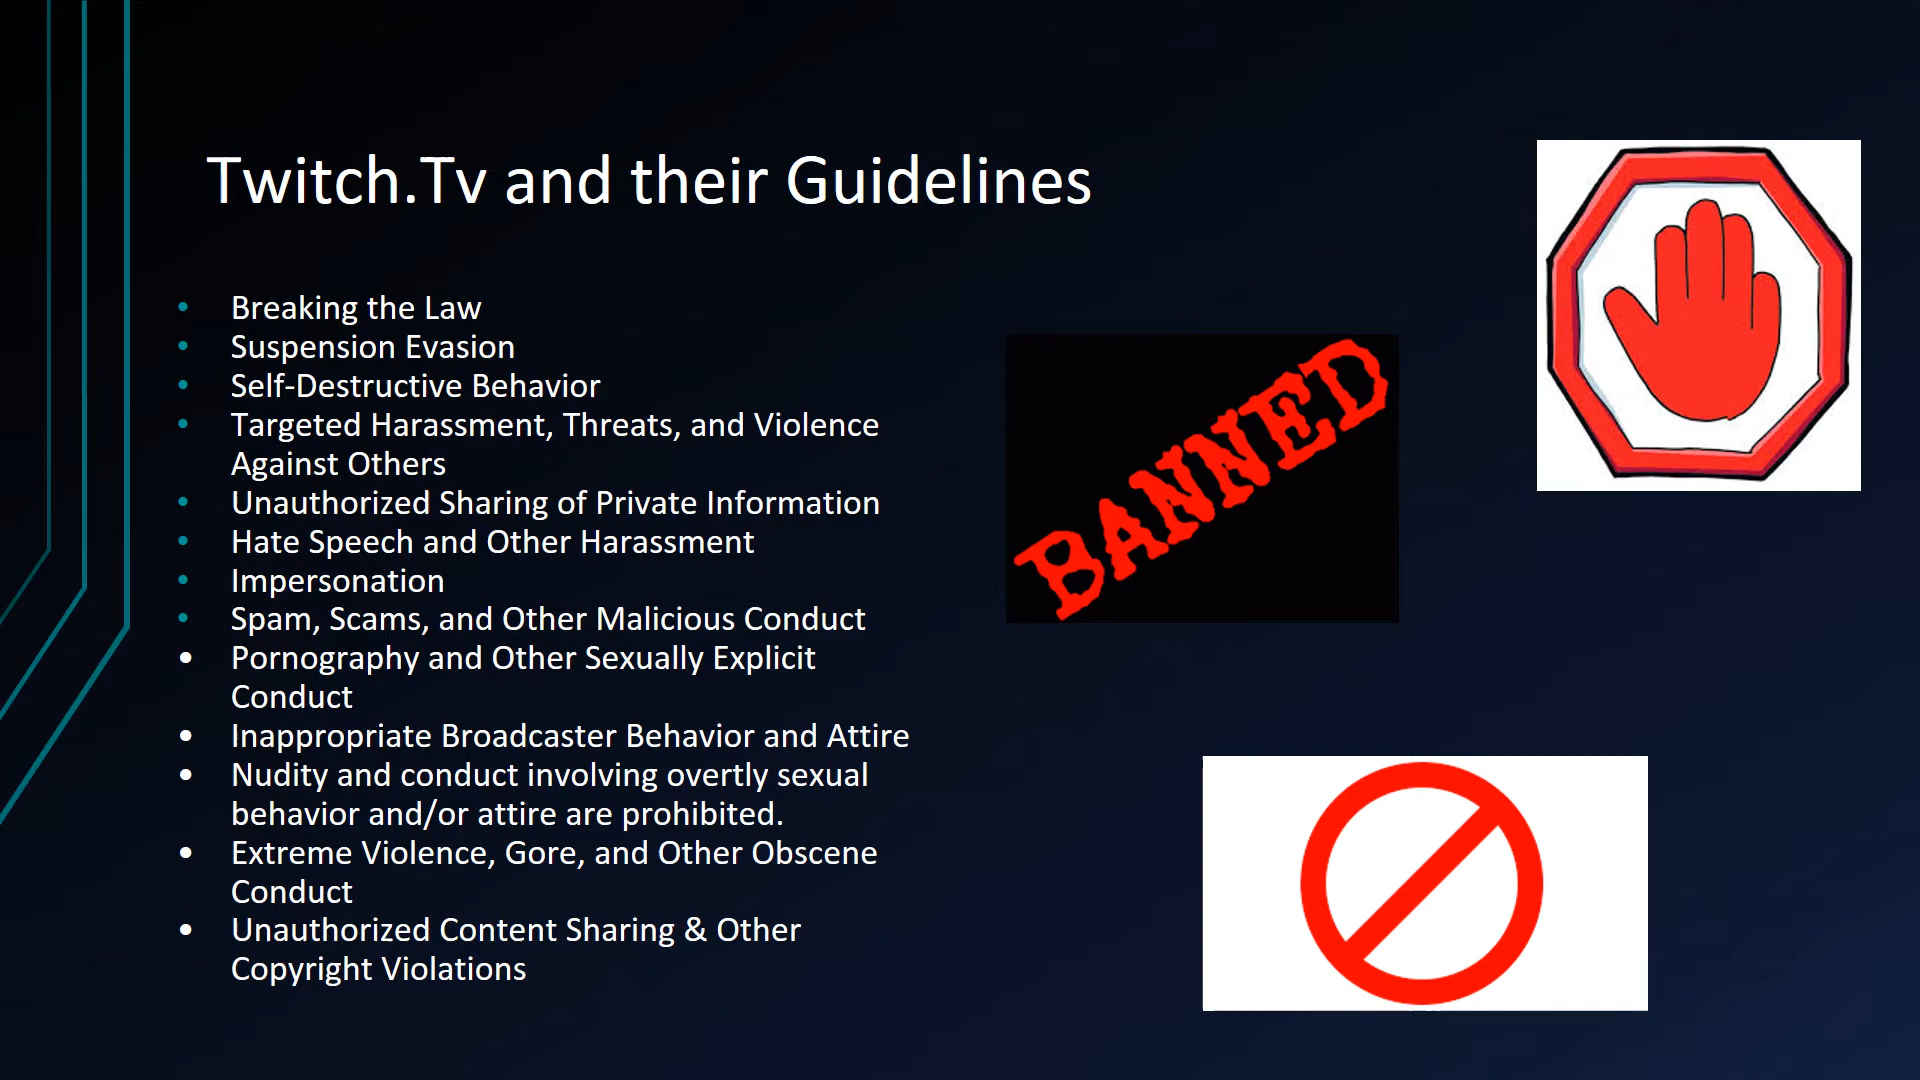 Twitch.Tv and their Guidelines
• Breaking the Law
• Suspension Evasion
• Self-Destructive Behavior
• Targeted Harassment, Threats, and Violence
Against Others
• Unauthorized Sharing of Private Information
• Hate Speech and Other Harassment
• Impersonation
• Spam, Scams, and Other Malicious Conduct
• Pornography and Other Sexually Explicit
Conduct
• Inappropriate Broadcaster Behavior and Attire
• Nudity and conduct involving overtly sexual
behavior and/or attire are prohibited.
• Extreme Violence, Gore, and Other Obscene
Conduct
• Unauthorized Content Sharing & Other
Copyright Violations
BANNED